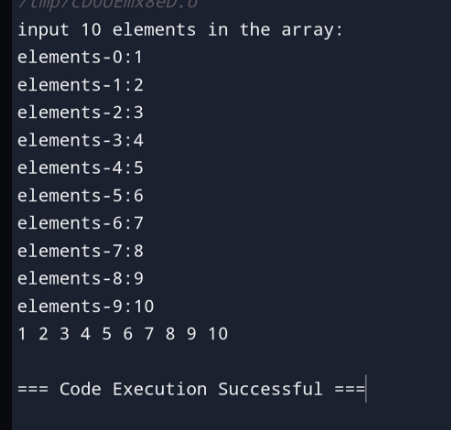 input 10 elements in the array:
elements-0:1
elements-1:2
elements-2:3
elements-3:4
elements-4:5
elements-5:6
elements-6:7
elements-7:8
elements-8:9
elements-9:10
1 2 3 4 5 6 7 8 9 10
=== Code Execution Successful ===